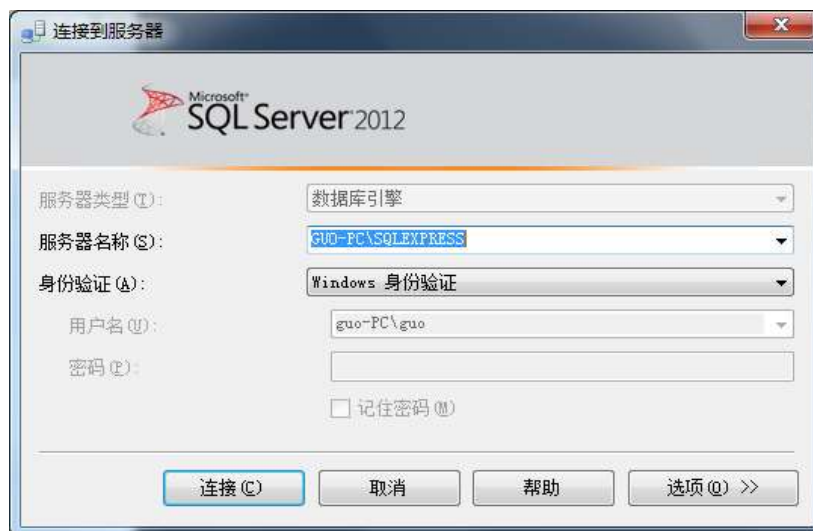 连接到服务器
Microsoft®
SQL Server® 2012
服务器类型(T):
数据库引擎
服务器名称(S):
GUO-PC\SQLEXPRESS
身份验证(A):
Windows 身份验证
用户名(U):
guo-PC\guo
密码(P):
记住密码(M)
连接(C)
取消
帮助
选项(O) >>